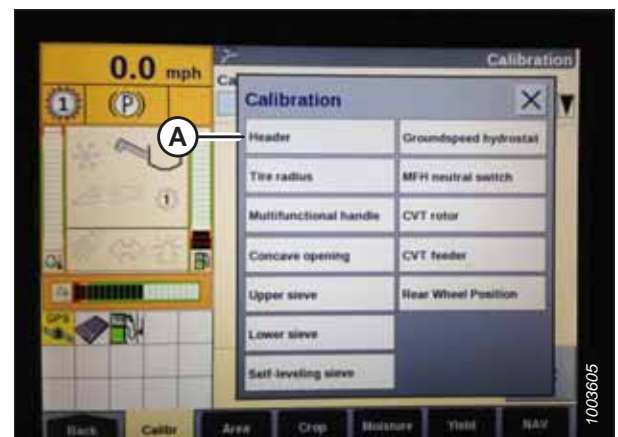 0.0 mph
Calibration
Ca
1
P
Calibration
A
Header
Groundspeed hydrostat
Tire radius
MFH neutral switch
1
Multifunctional handle
CVT rotor
Concave opening
CVT feeder
Upper sieve
Rear Wheel Position
GPS
Lower sieve
Self-leveling sieve
Back
Calibr
Area
Crop
Moisture
Yield
NAV
1003605